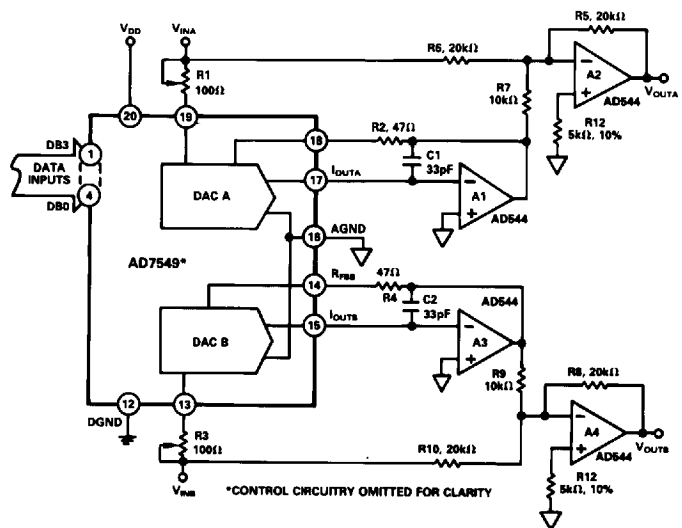 VDD
VINA
R1
100Ω
R6, 20kΩ
R5, 20kΩ
A2
AD544
VOUTA
R7
10kΩ
R12
5kΩ, 10%
20
19
DB3
1
DATA
INPUTS
4
DB0
DAC A
18
R2, 47Ω
C1
33pF
17
IOUTA
A1
AD544
16
AGND
AD7549*
14
RFBB
47Ω
R4
C2
33pF
AD544
15
IOUTB
A3
DAC B
R9
10kΩ
R8, 20kΩ
A4
AD544
VOUTB
12
DGND
13
R3
100Ω
R10, 20kΩ
R12
5kΩ, 10%
VINB
*CONTROL CIRCUITRY OMITTED FOR CLARITY